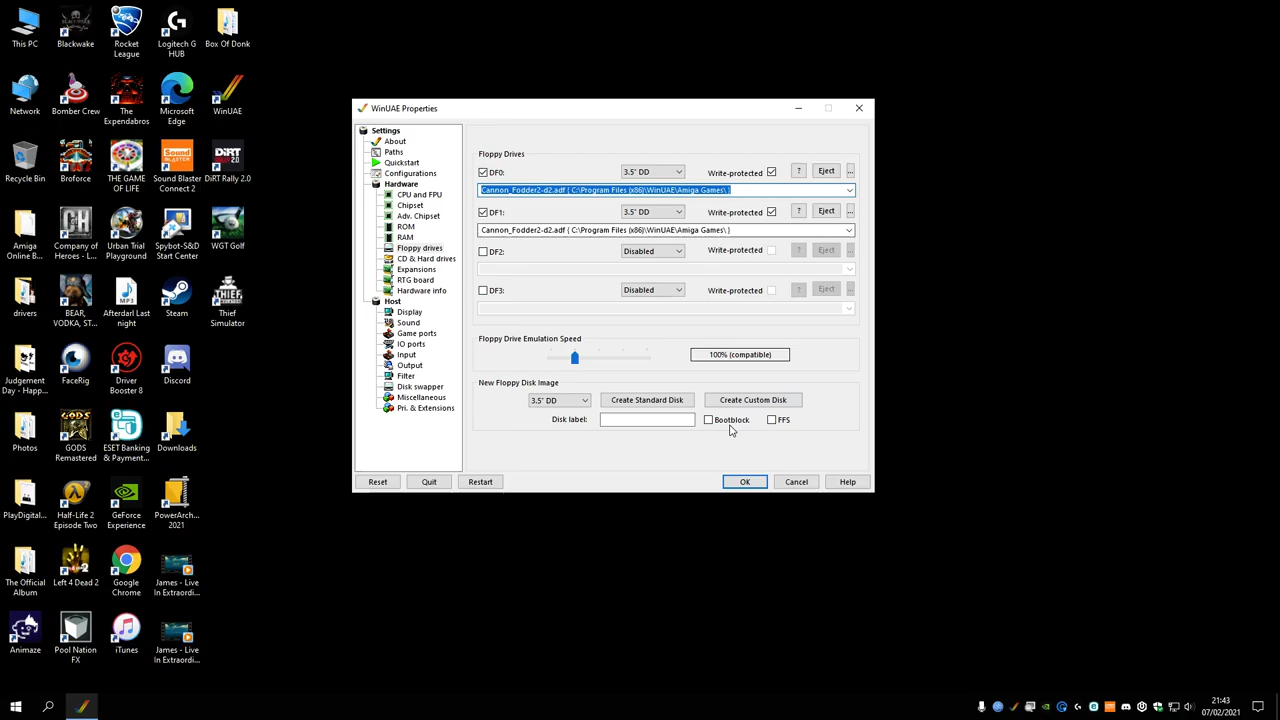 This PC
Blackwake
Rocket
League
Logitech G
HUB
Box Of Donk
Network
Bomber Crew
The
Expendabros
Microsoft
Edge
WinUAE
Recycle Bin
Broforce
THE GAME
OF LIFE
Sound Blaster
Connect 2
DiRT Rally 2.0
Amiga
Online B...
Company of
Heroes - L...
Urban Trial
Playground
Spybot-S&D
Start Center
WGT Golf
drivers
BEAR,
VODKA, ST...
Afterdarl Last
night
Steam
Thief
Simulator
Judgement
Day - Happ...
FaceRig
Driver
Booster 8
Discord
Photos
GODS
Remastered
ESET Banking
& Payment...
Downloads
PlayDigital...
Half-Life 2
Episode Two
GeForce
Experience
PowerArch...
2021
The Official
Album
Left 4 Dead 2
Google
Chrome
James - Live
In Extraordi...
Animaze
Pool Nation
FX
iTunes
James - Live
In Extraordi...
WinUAE Properties
Settings
About
Paths
Quickstart
Configurations
Hardware
CPU and FPU
Chipset
Adv. Chipset
ROM
RAM
Floppy drives
CD & Hard drives
Expansions
RTG board
Hardware info
Host
Display
Sound
Game ports
IO ports
Input
Output
Filter
Disk swapper
Miscellaneous
Pri. & Extensions
Floppy Drives
DF0: 3.5" DD Write-protected ? Eject ...
Cannon_Fodder2-d2.adf { C:\Program Files (x86)\WinUAE\Amiga Games\ }
DF1: 3.5" DD Write-protected ? Eject ...
Cannon_Fodder2-d2.adf { C:\Program Files (x86)\WinUAE\Amiga Games\ }
DF2: Disabled Write-protected ? Eject ...
DF3: Disabled Write-protected ? Eject ...
Floppy Drive Emulation Speed
100% (compatible)
New Floppy Disk Image
3.5" DD Create Standard Disk Create Custom Disk
Disk label: Bootblock FFS
Reset Quit Restart OK Cancel Help
21:43
07/02/2021